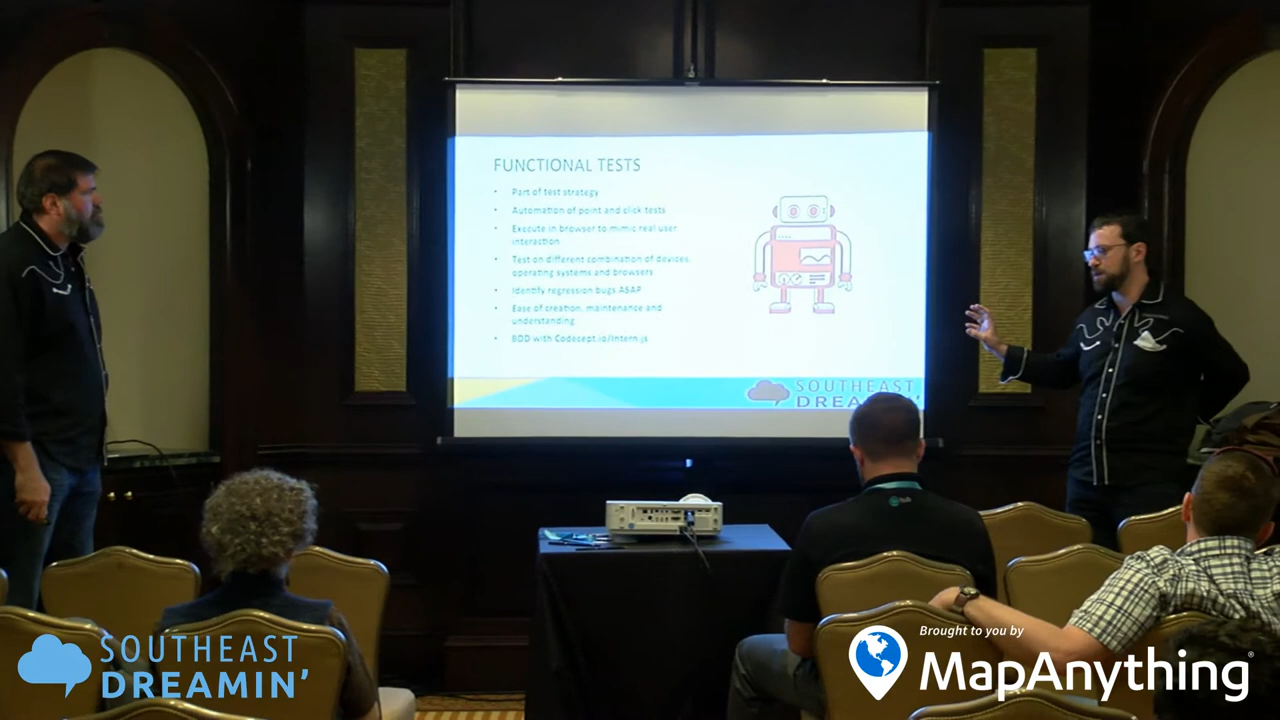 FUNCTIONAL TESTS
• Part of test strategy
• Automation of point and click tests
• Execute in browser to mimic real user
interaction
• Test on different combination of devices,
operating systems and browsers
• Identify regression bugs ASAP
• Ease of creation, maintenance and
understanding
• BDD with Codecept.io/Intern.js
SOUTHEAST
DREAMIN'
SOUTHEAST
DREAMIN'
Brought to you by
MapAnything®